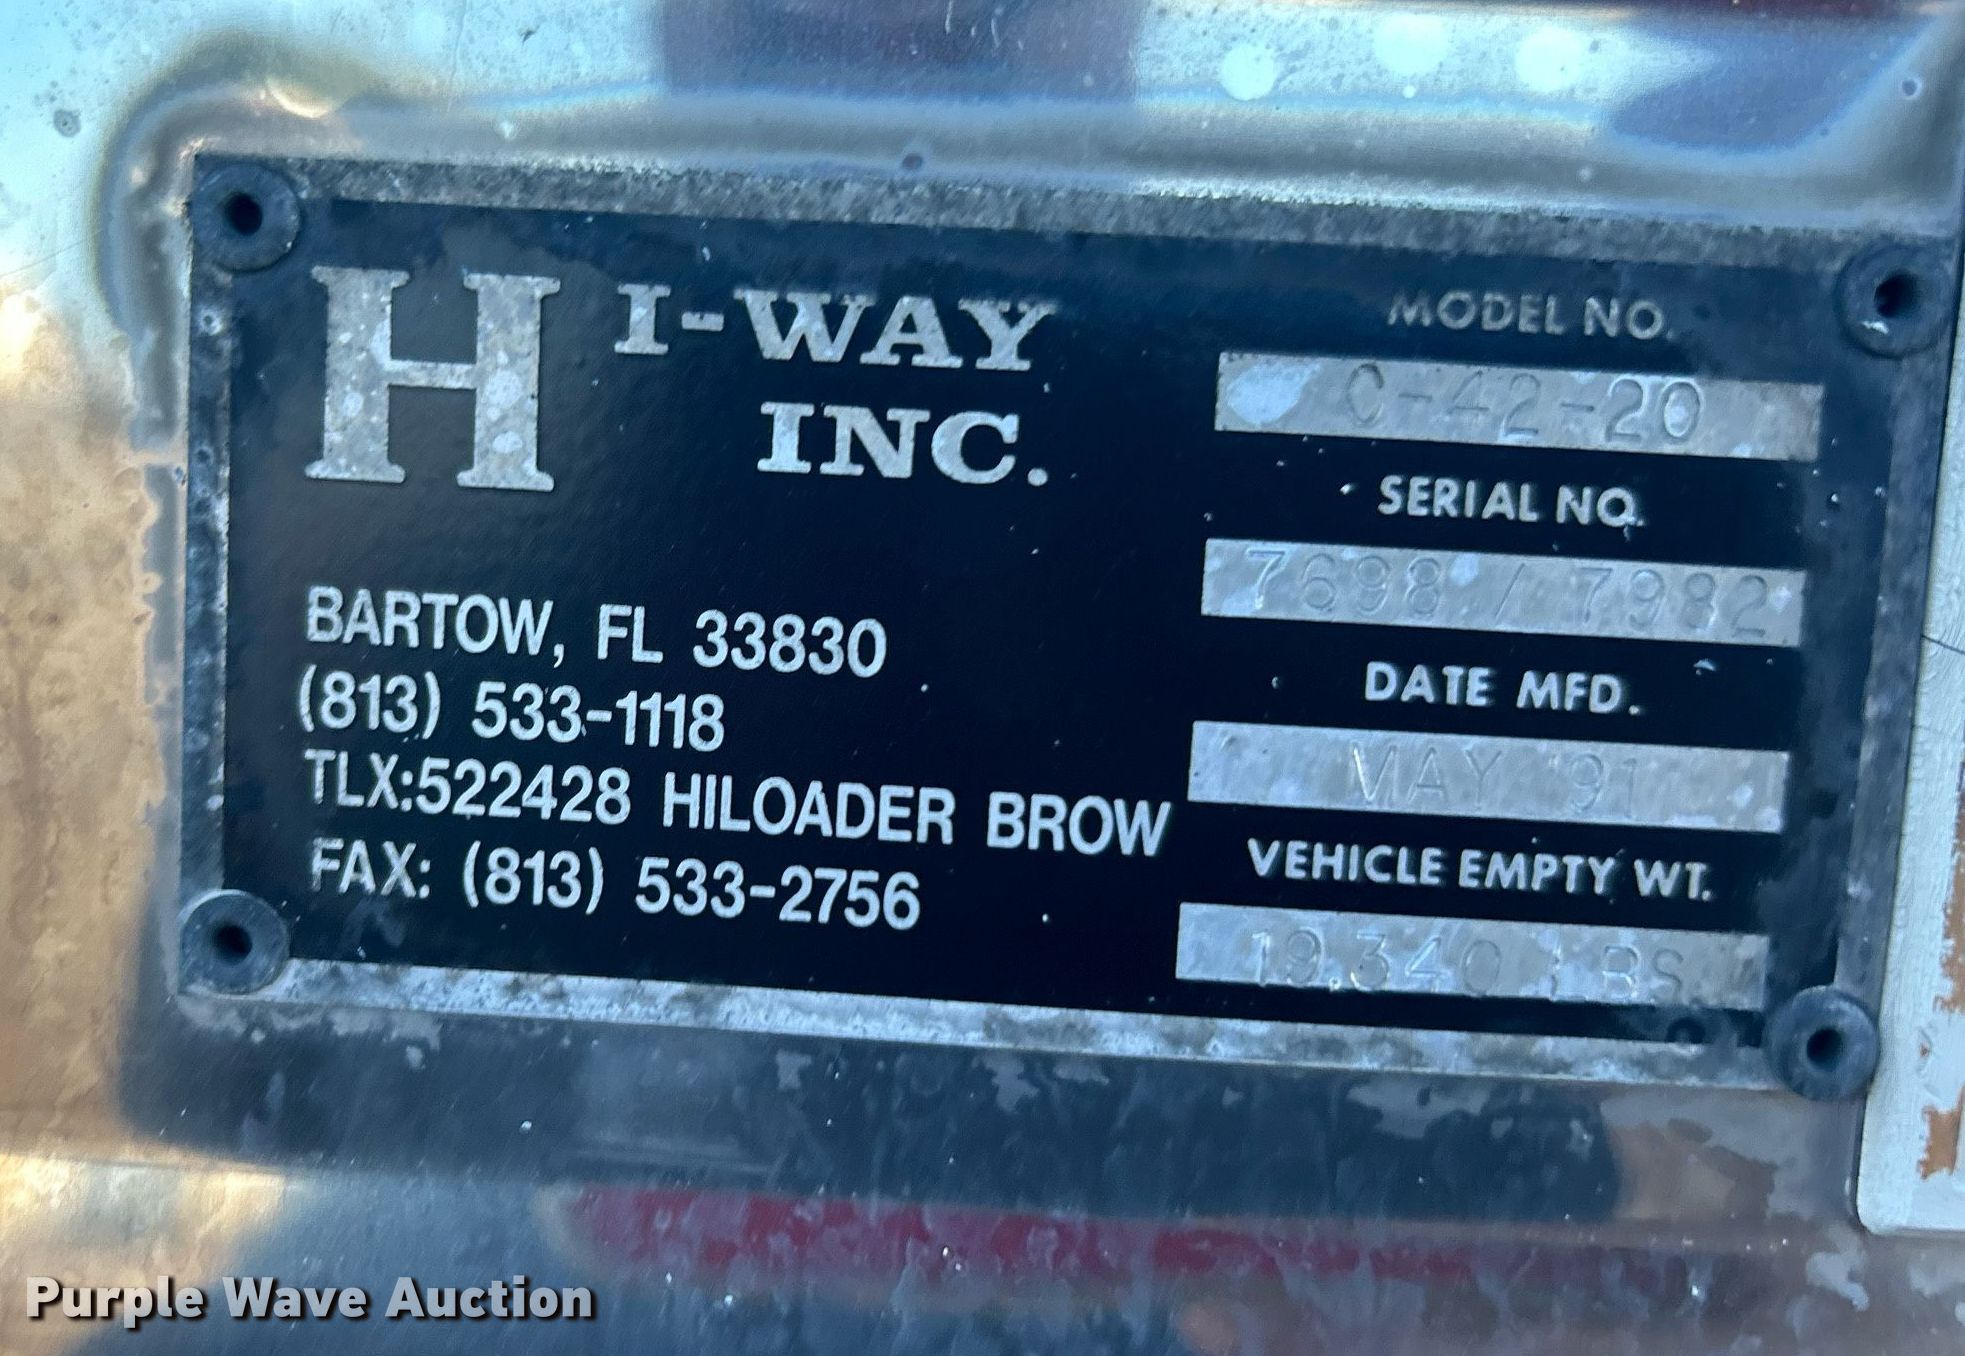 HI-WAY
INC.
BARTOW, FL 33830
(813) 533-1118
TLX:522428 HILOADER BROW
FAX: (813) 533-2756
MODEL NO.
C-42-20
SERIAL NO.
7698 / 7982
DATE MFD.
MAY '91
VEHICLE EMPTY WT.
19,340 LBS.
Purple Wave Auction